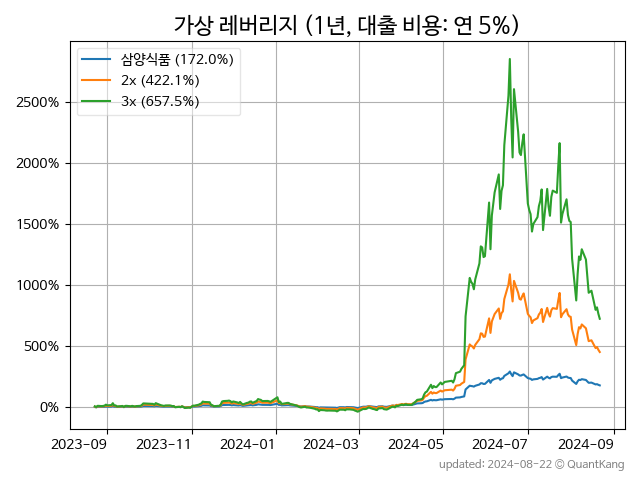 가상 레버리지 (1년, 대출 비용: 연 5%)
삼양식품 (172.0%)
2x (422.1%)
3x (657.5%)
2500%
2000%
1500%
1000%
500%
0%
2023-09 2023-11 2024-01 2024-03 2024-05 2024-07 2024-09
updated: 2024-08-22 © QuantKang